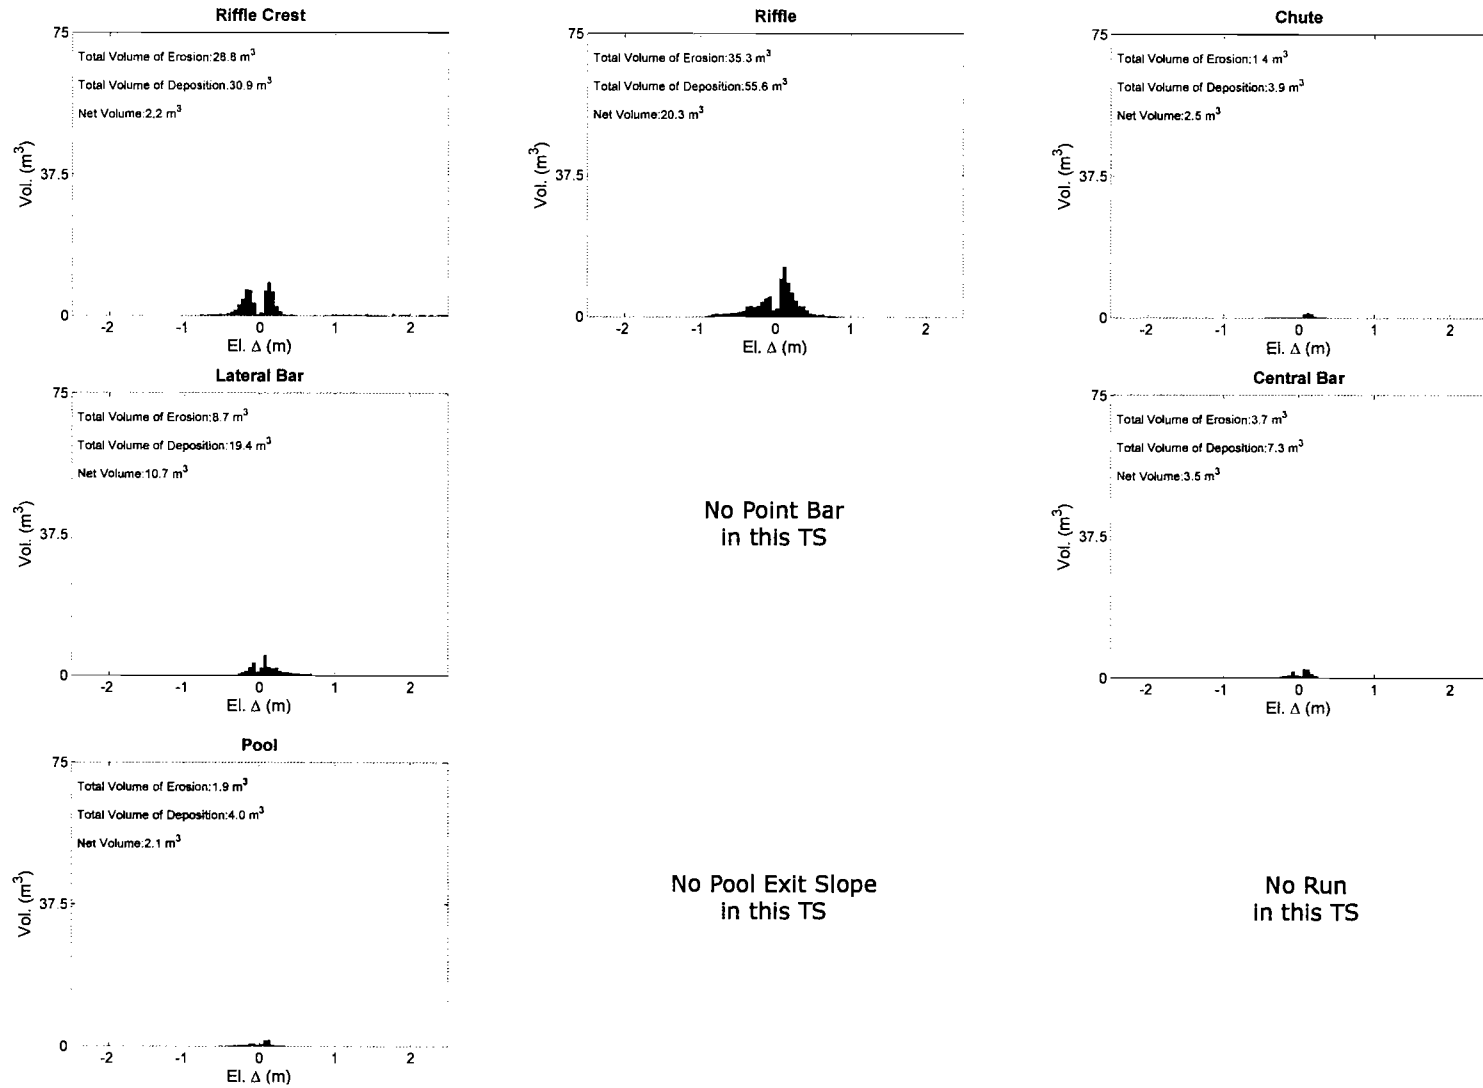 Riffle Crest
75
Total Volume of Erosion:28.8 m³
Total Volume of Deposition.30.9 m³
Net Volume:2.2 m³
Vol. (m³)
37.5
0
-2 -1 0 1 2
El. Δ (m)
Riffle
75
Total Volume of Erosion:35.3 m³
Total Volume of Deposition:55.6 m³
Net Volume:20.3 m³
Vol. (m³)
37.5
0
-2 -1 0 1 2
El. Δ (m)
Chute
75
Total Volume of Erosion:1 4 m³
Total Volume of Deposition:3.9 m³
Net Volume:2.5 m³
Vol. (m³)
37.5
0
-2 -1 0 1 2
El. Δ (m)
Lateral Bar
75
Total Volume of Erosion:8.7 m³
Total Volume of Deposition:19.4 m³
Net Volume:10.7 m³
Vol. (m³)
37.5
0
-2 -1 0 1 2
El. Δ (m)
No Point Bar
in this TS
Central Bar
75
Total Volume of Erosion:3.7 m³
Total Volume of Deposition:7.3 m³
Net Volume:3.5 m³
Vol. (m³)
37.5
0
-2 -1 0 1 2
El. Δ (m)
Pool
75
Total Volume of Erosion:1.9 m³
Total Volume of Deposition:4.0 m³
Net Volume:2.1 m³
Vol. (m³)
37.5
0
-2 -1 0 1 2
El. Δ (m)
No Pool Exit Slope
in this TS
No Run
in this TS